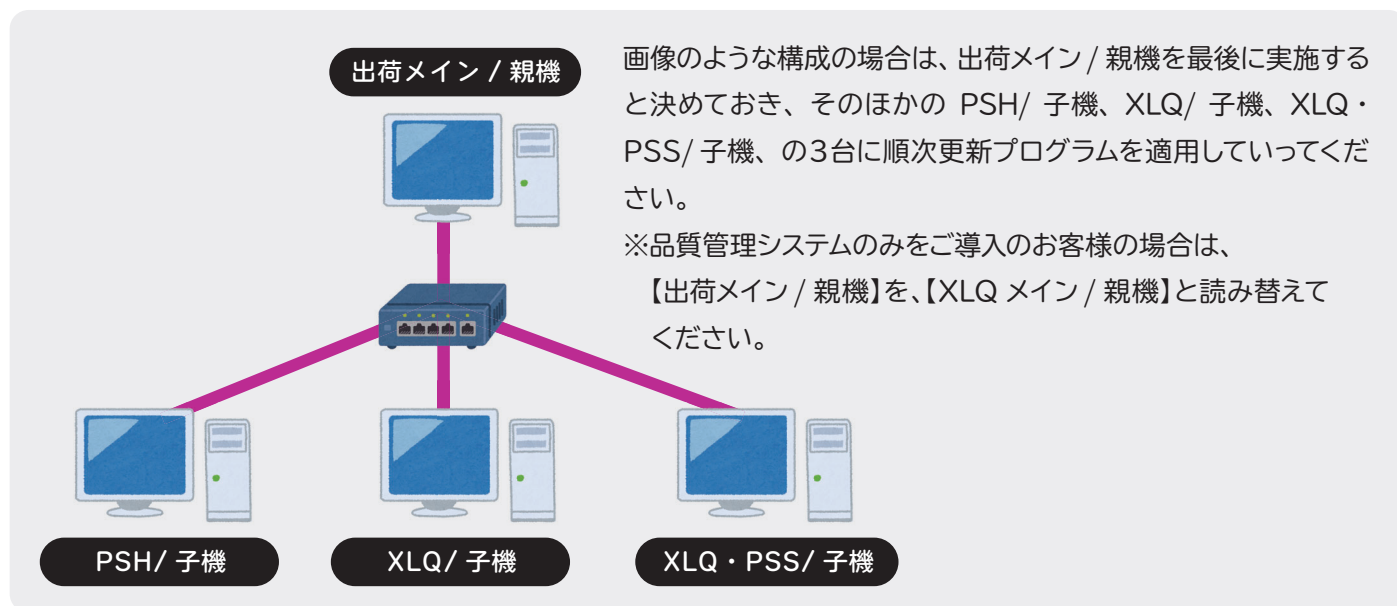 出荷メイン / 親機
画像のような構成の場合は、出荷メイン / 親機を最後に実施する
と決めておき、そのほかの PSH/ 子機、XLQ/ 子機、XLQ・
PSS/ 子機、の3台に順次更新プログラムを適用していってくだ
さい。
※品質管理システムのみをご導入のお客様の場合は、
【出荷メイン / 親機】を、【XLQ メイン / 親機】と読み替えて
ください。
PSH/ 子機
XLQ/ 子機
XLQ・PSS/ 子機